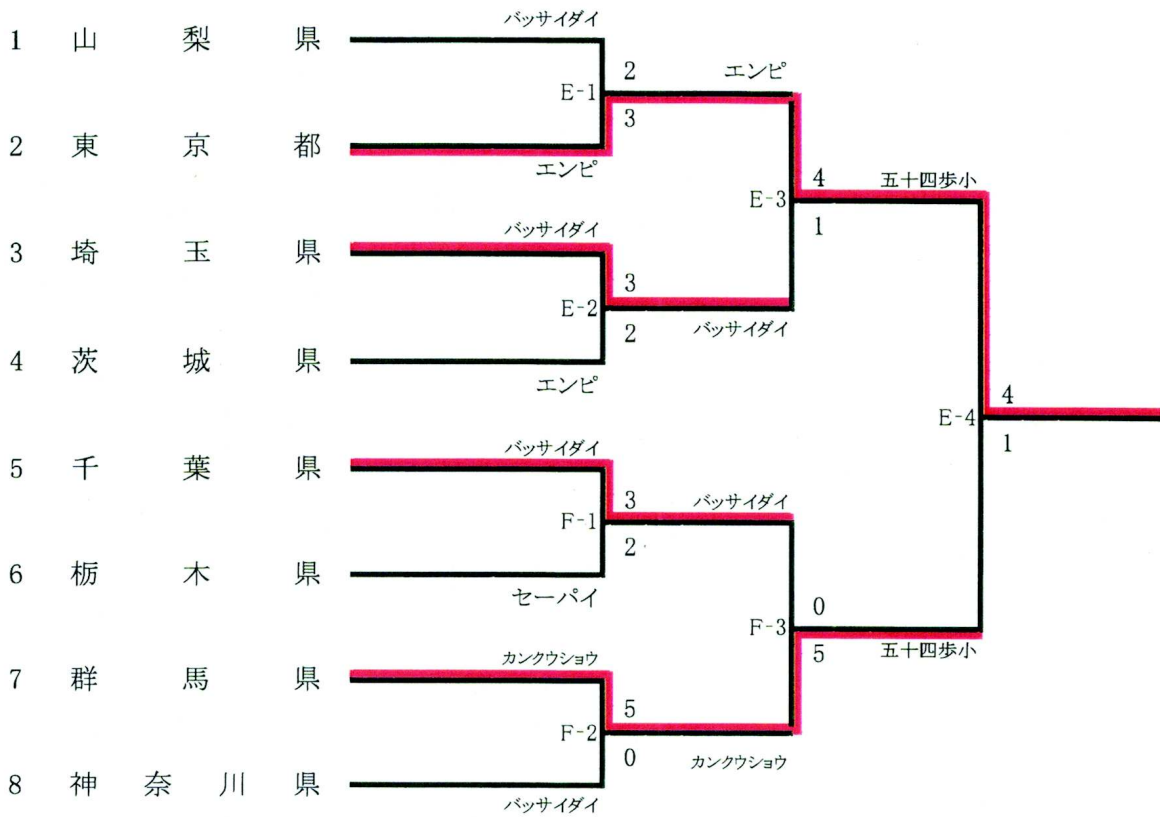 バッサイダイ
1 山梨県
2 エンピ
E-1
3
2 東京都
エンピ
4 五十四歩小
E-3
バッサイダイ
1
3 埼玉県
3
E-2
2 バッサイダイ
4 茨城県
エンピ
4
E-4
バッサイダイ
1
5 千葉県
3 バッサイダイ
F-1
2
6 栃木県
セーパイ
0
F-3
5 五十四歩小
カンクウショウ
7 群馬県
5
F-2
0 カンクウショウ
8 神奈川県
バッサイダイ